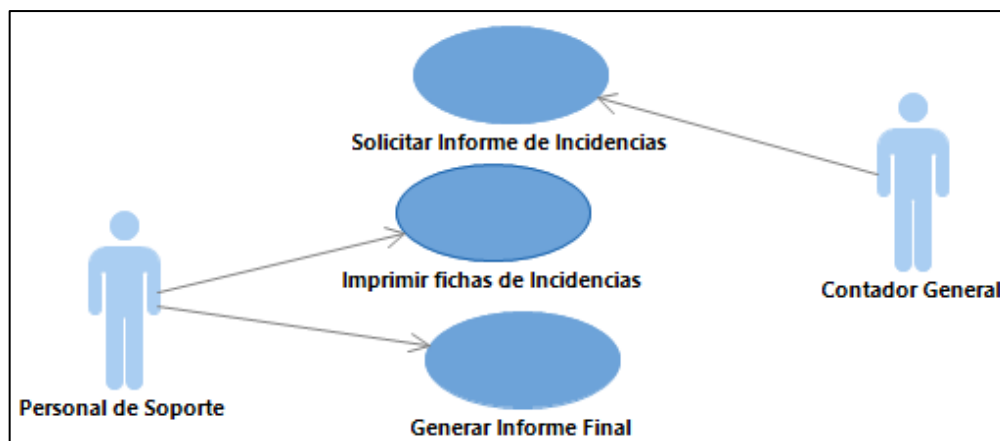 Solicitar Informe de Incidencias
Imprimir fichas de Incidencias
Contador General
Personal de Soporte
Generar Informe Final